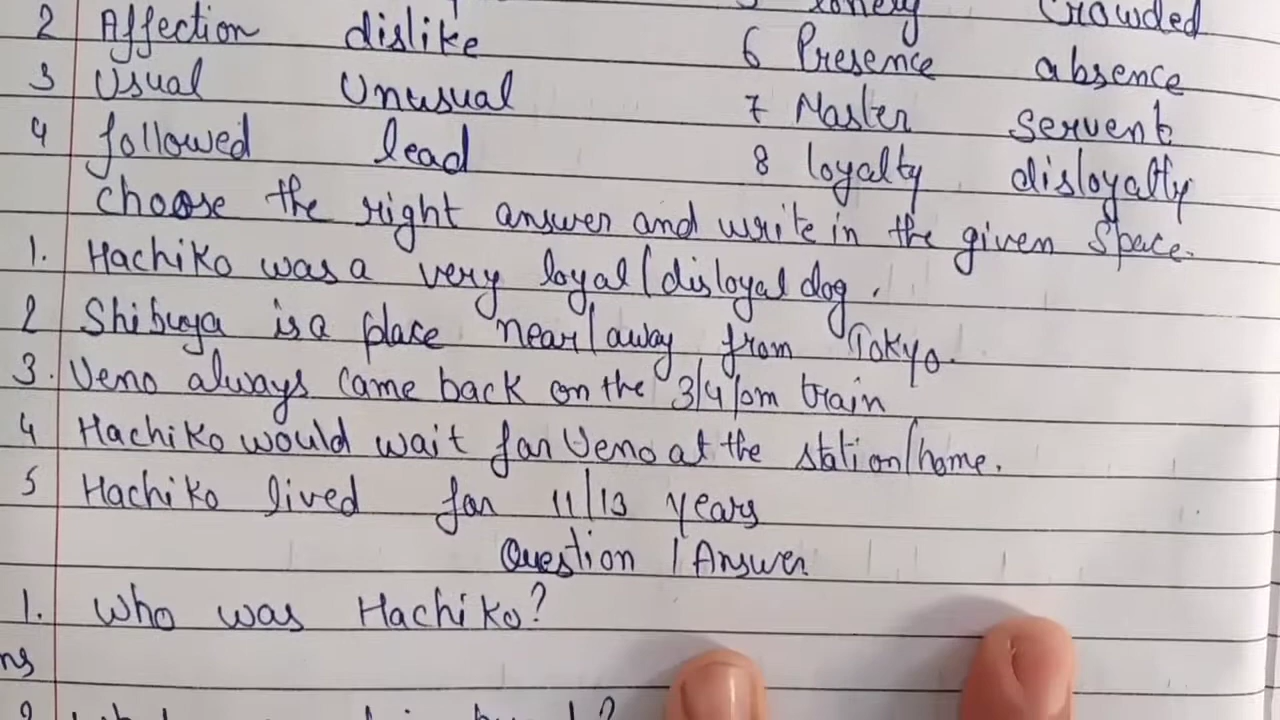 2 Affection dislike
lonely Crowded
3 Usual Unusual
6 Presence absence
4 followed lead
7 Master servent
8 loyalty disloyalty
choose the right answer and write in the given Space.
1. Hachiko was a very loyal/disloyal dog.
2 Shibuya is a place near/away from Tokyo.
3. Ueno always came back on the 3/4/pm train
4 Hachiko would wait for Ueno at the station/home.
5 Hachiko lived for 11/13 years
Question / Answer
1. Who was Hachiko?
ns